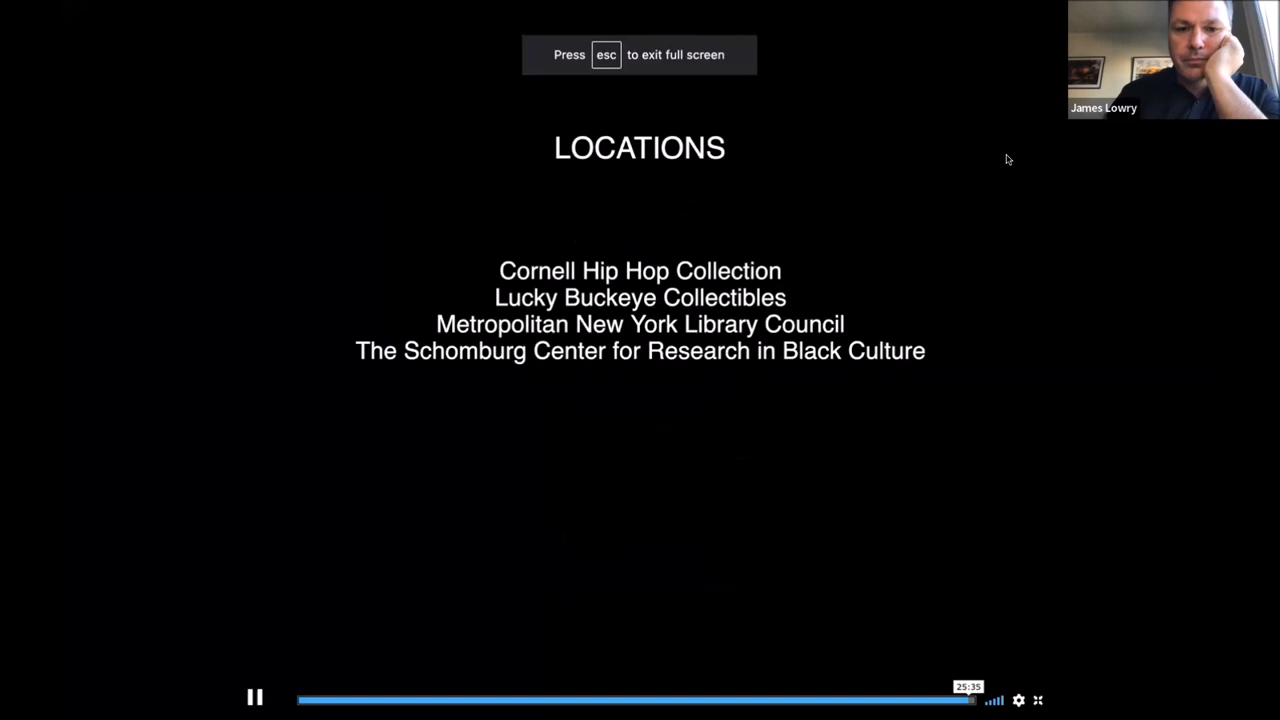 Press esc to exit full screen
James Lowry
LOCATIONS
Cornell Hip Hop Collection
Lucky Buckeye Collectibles
Metropolitan New York Library Council
The Schomburg Center for Research in Black Culture
25:35